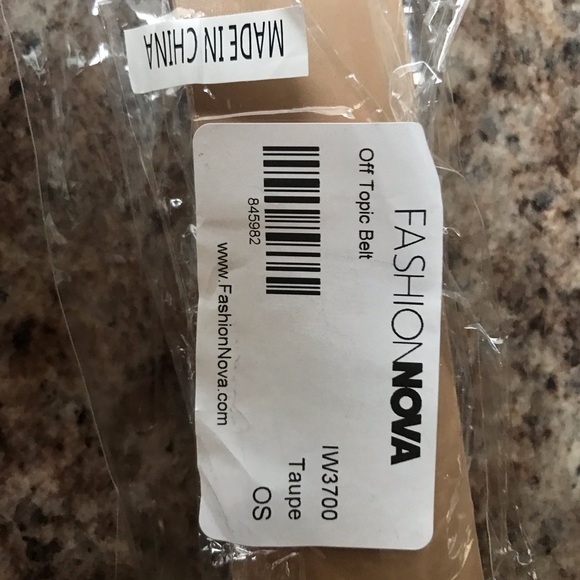 MADE IN CHINA
FASHIONNOVA
Off Topic Belt
845982
IW3700
Taupe
OS
www.FashionNova.com